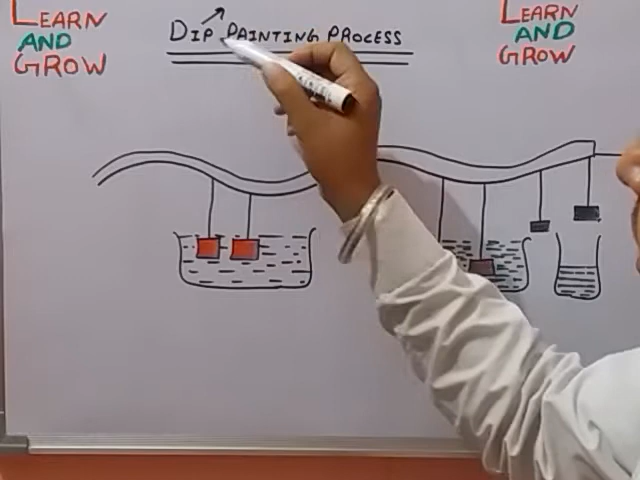 LEARN
AND
GROW
DIP PAINTING PROCESS
LEARN
AND
GROW